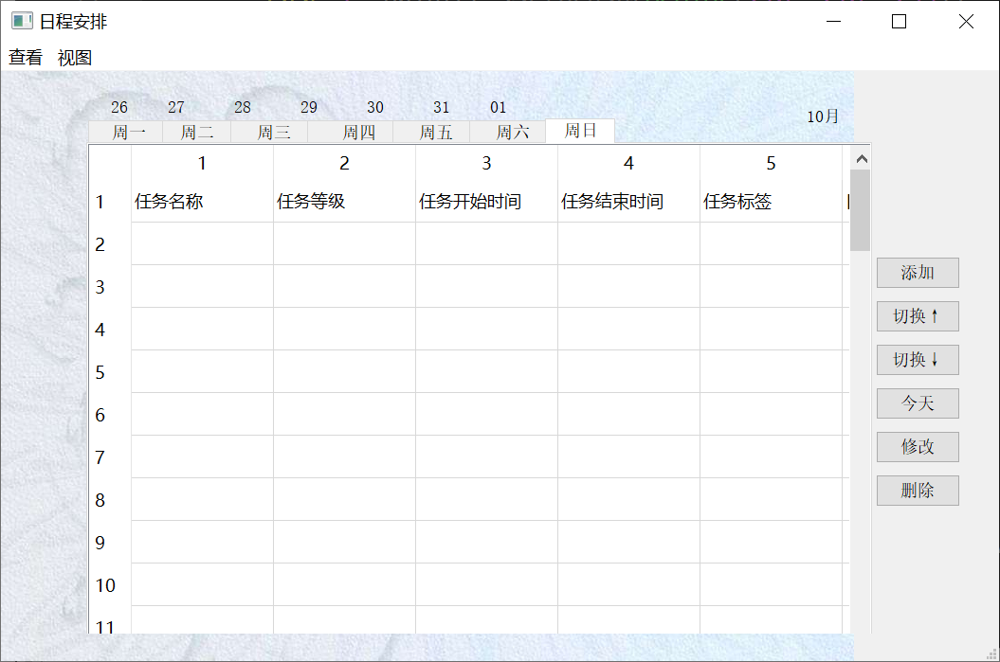 日程安排
查看 视图
26 27 28 29 30 31 01
10月
周一 周二 周三 周四 周五 周六 周日
1 2 3 4 5
1 任务名称 任务等级 任务开始时间 任务结束时间 任务标签
2
3
4
5
6
7
8
9
10
11
添加
切换↑
切换↓
今天
修改
删除